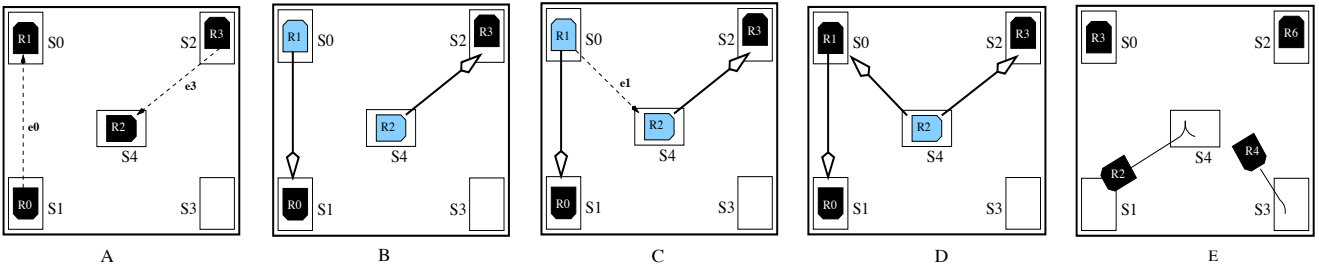 R1 S0 S2 R3
e3
e0 R2
S4
R0 S1 S3
A
R1 S0 S2 R3
R2
S4
R0 S1 S3
B
R1 S0 S2 R3
e1
R2
S4
R0 S1 S3
C
R1 S0 S2 R3
R2
S4
R0 S1 S3
D
R3 S0 S2 R6
R4
S4
R2
S1 S3
E